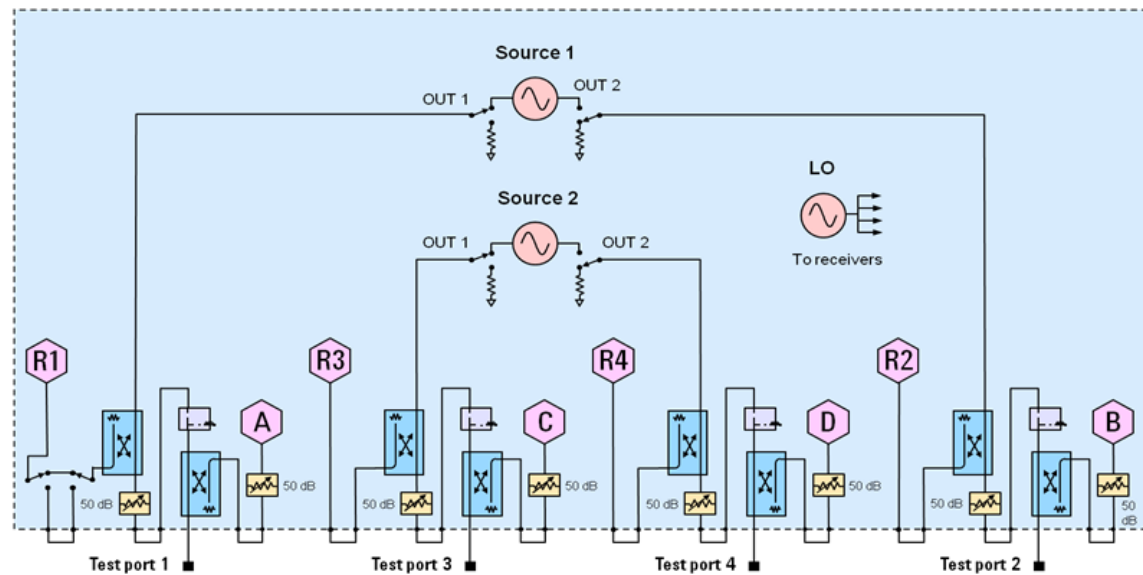 Source 1
OUT 1
OUT 2
LO
To receivers
Source 2
OUT 1
OUT 2
R1
R3
R4
R2
A
C
D
B
50 dB
50 dB
50 dB
50 dB
50 dB
50 dB
50 dB
50
dB
Test port 1
Test port 3
Test port 4
Test port 2